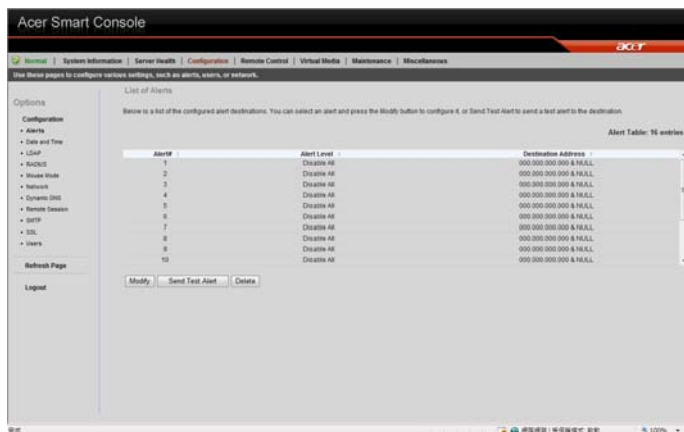 Acer Smart Console
acer
Normal | System Information | Server Health | Configuration | Remote Control | Virtual Media | Maintenance | Miscellaneous
Use these pages to configure various settings, such as alerts, users, or network.
Options
Configuration
• Alerts
• Date and Time
• LDAP
• RADIUS
• Mouse Mode
• Network
• Dynamic DNS
• Remote Session
• SMTP
• SSL
• Users
Refresh Page
Logout
List of Alerts
Below is a list of the configured alert destinations. You can select an alert and press the Modify button to configure it, or Send Test Alert to send a test alert to the destination.
Alert Table: 16 entries
Alert# Alert Level Destination Address
1 Disable All 000.000.000.000 & NULL
2 Disable All 000.000.000.000 & NULL
3 Disable All 000.000.000.000 & NULL
4 Disable All 000.000.000.000 & NULL
5 Disable All 000.000.000.000 & NULL
6 Disable All 000.000.000.000 & NULL
7 Disable All 000.000.000.000 & NULL
8 Disable All 000.000.000.000 & NULL
9 Disable All 000.000.000.000 & NULL
10 Disable All 000.000.000.000 & NULL
Modify Send Test Alert Delete
完成
100%